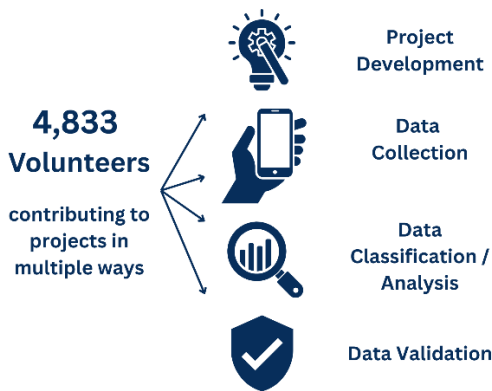 4,833
Volunteers
contributing to
projects in
multiple ways
Project
Development
Data
Collection
Data
Classification /
Analysis
Data Validation